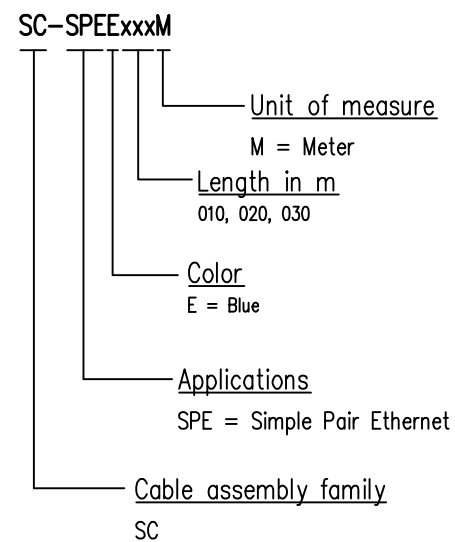 SC-SPEExxxM
Unit of measure
M = Meter
Length in m
010, 020, 030
Color
E = Blue
Applications
SPE = Simple Pair Ethernet
Cable assembly family
SC